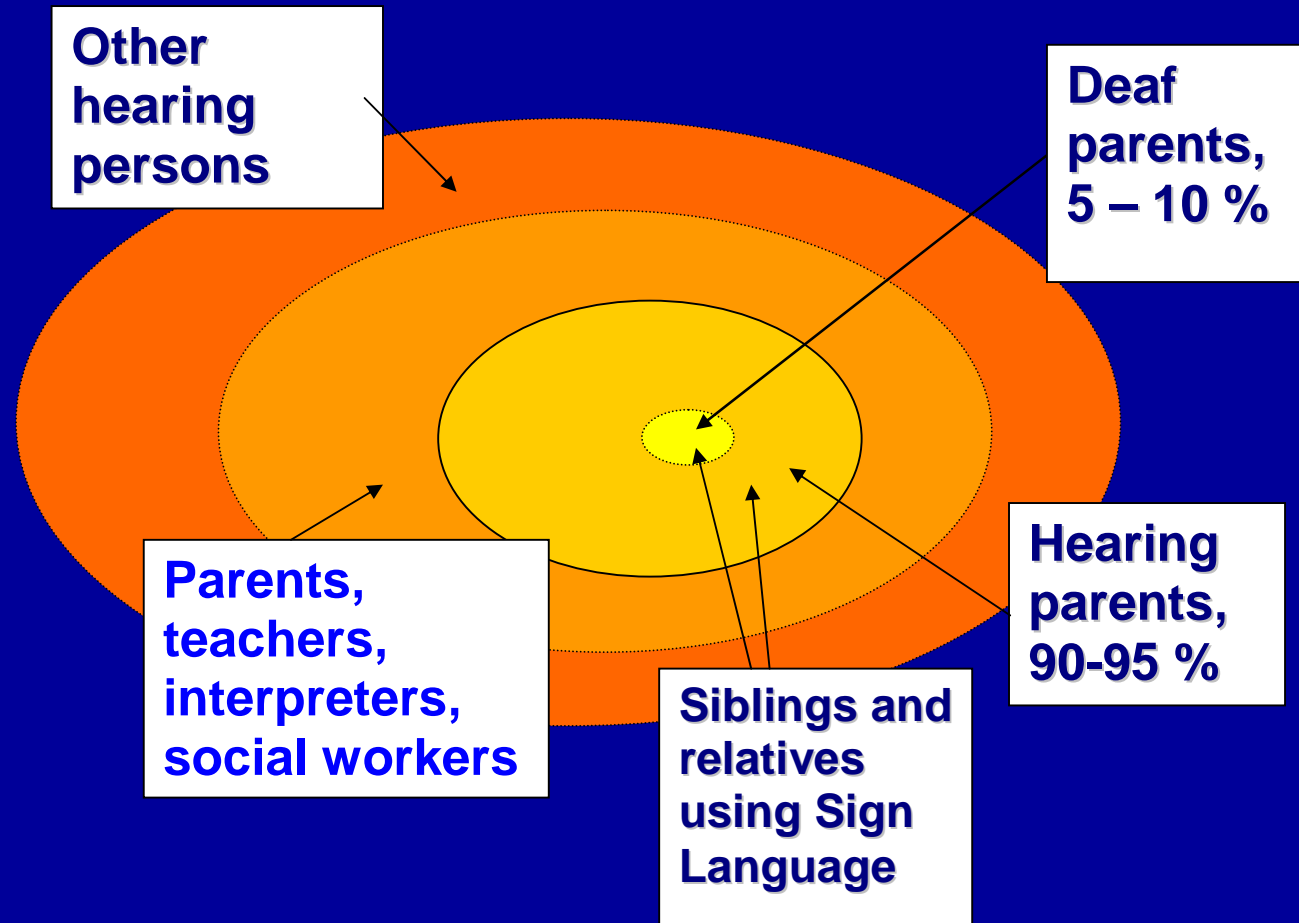 Other
hearing
persons
Deaf
parents,
5 – 10 %
Parents,
teachers,
interpreters,
social workers
Siblings and
relatives
using Sign
Language
Hearing
parents,
90-95 %